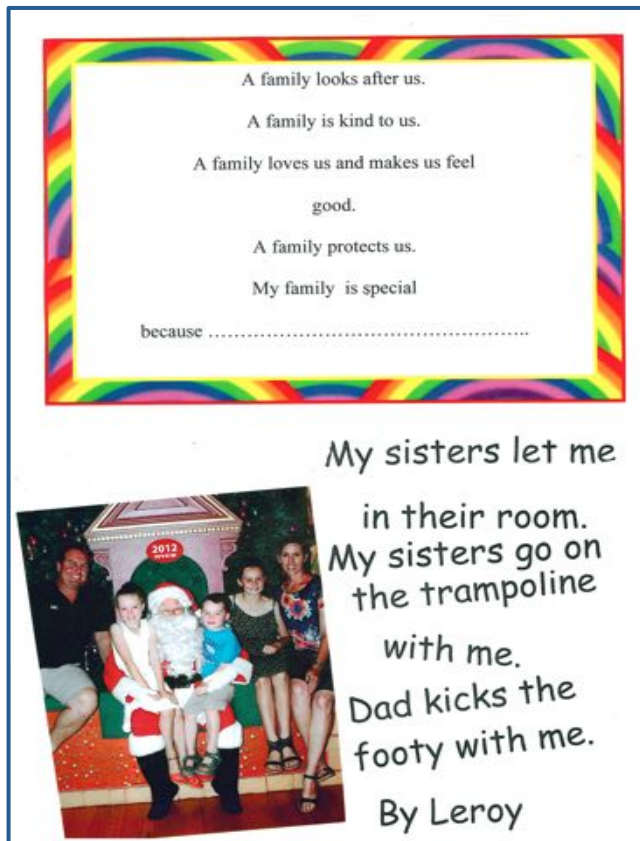 A family looks after us.
A family is kind to us.
A family loves us and makes us feel
good.
A family protects us.
My family is special
because ……………………………………………..
My sisters let me
in their room.
My sisters go on
the trampoline
with me.
Dad kicks the
footy with me.
By Leroy
2012